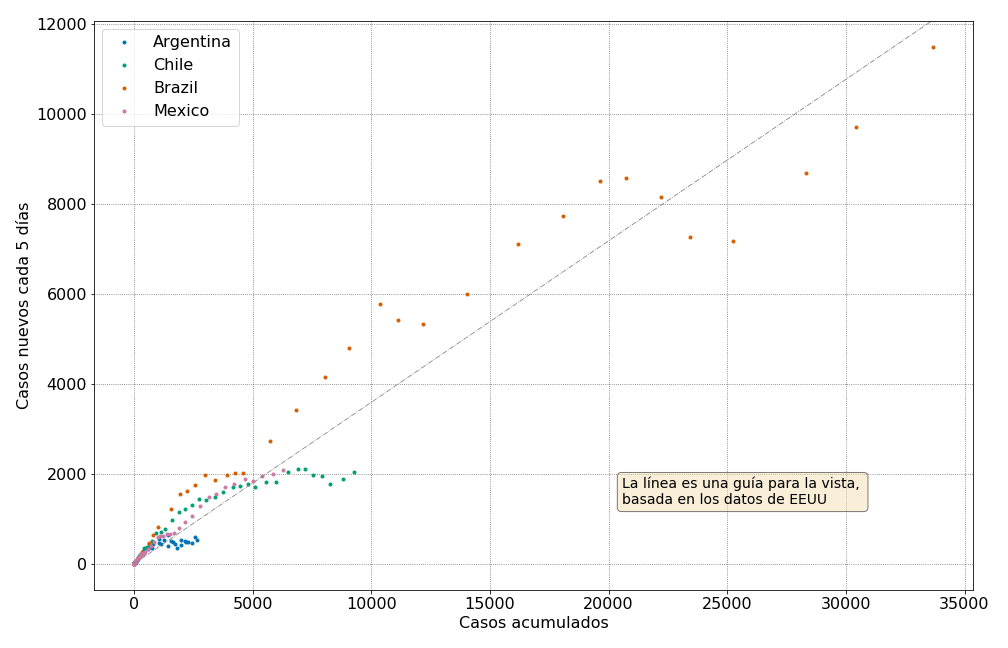 12000
10000
8000
6000
4000
2000
0
Casos nuevos cada 5 días
Argentina
Chile
Brazil
Mexico
La línea es una guía para la vista,
basada en los datos de EEUU
0
5000
10000
15000
20000
25000
30000
35000
Casos acumulados